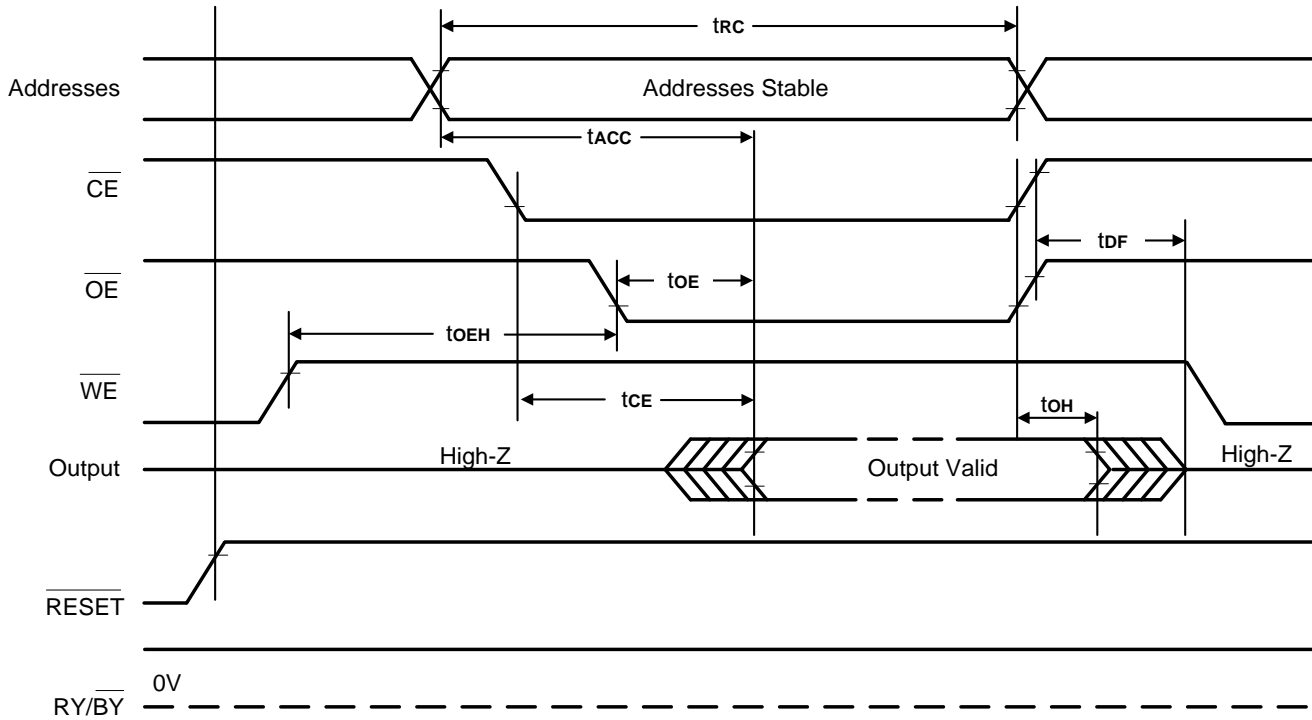 tRC
Addresses
Addresses Stable
tACC
CE
tDF
OE
tOE
tOEH
WE
tCE
tOH
Output
High-Z
Output Valid
High-Z
RESET
0V
RY/BY